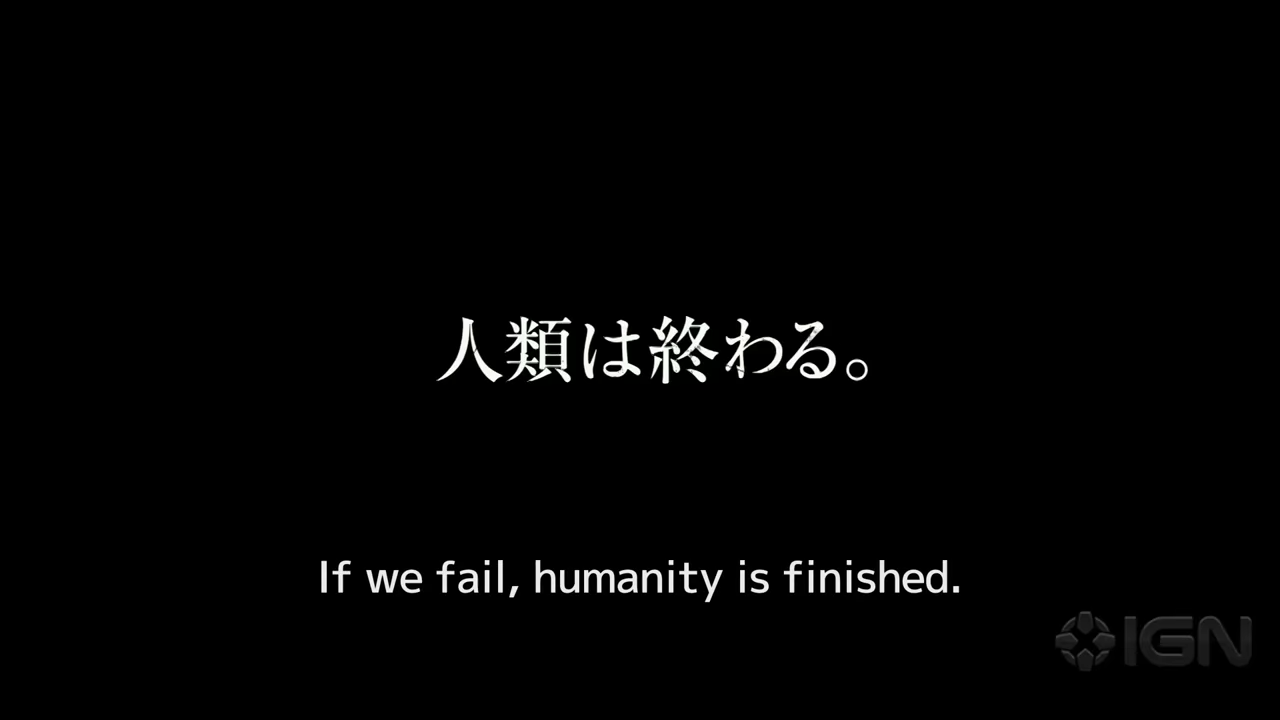 人類は終わる。
If we fail, humanity is finished.
IGN